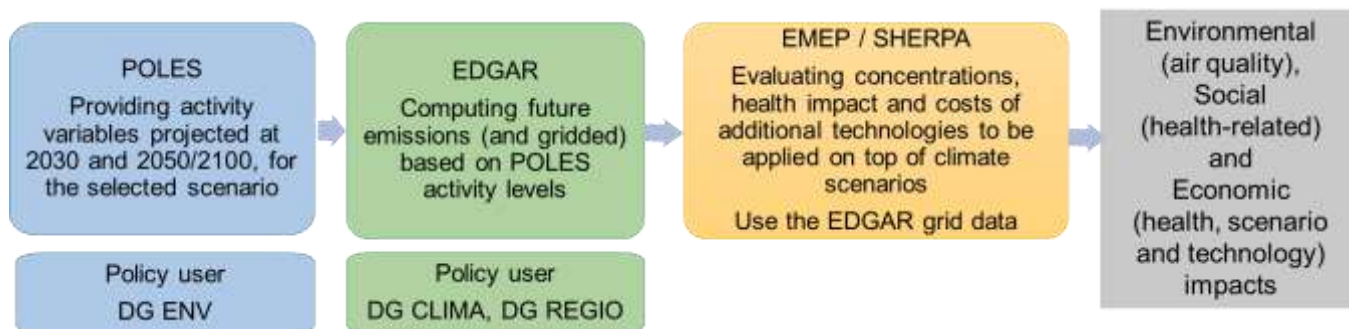 POLES
Providing activity
variables projected at
2030 and 2050/2100, for
the selected scenario
EDGAR
Computing future
emissions (and gridded)
based on POLES
activity levels
EMEP / SHERPA
Evaluating concentrations,
health impact and costs of
additional technologies to be
applied on top of climate
scenarios
Use the EDGAR grid data
Environmental
(air quality),
Social
(health-related)
and
Economic
(health, scenario
and technology)
impacts
Policy user
DG ENV
Policy user
DG CLIMA, DG REGIO